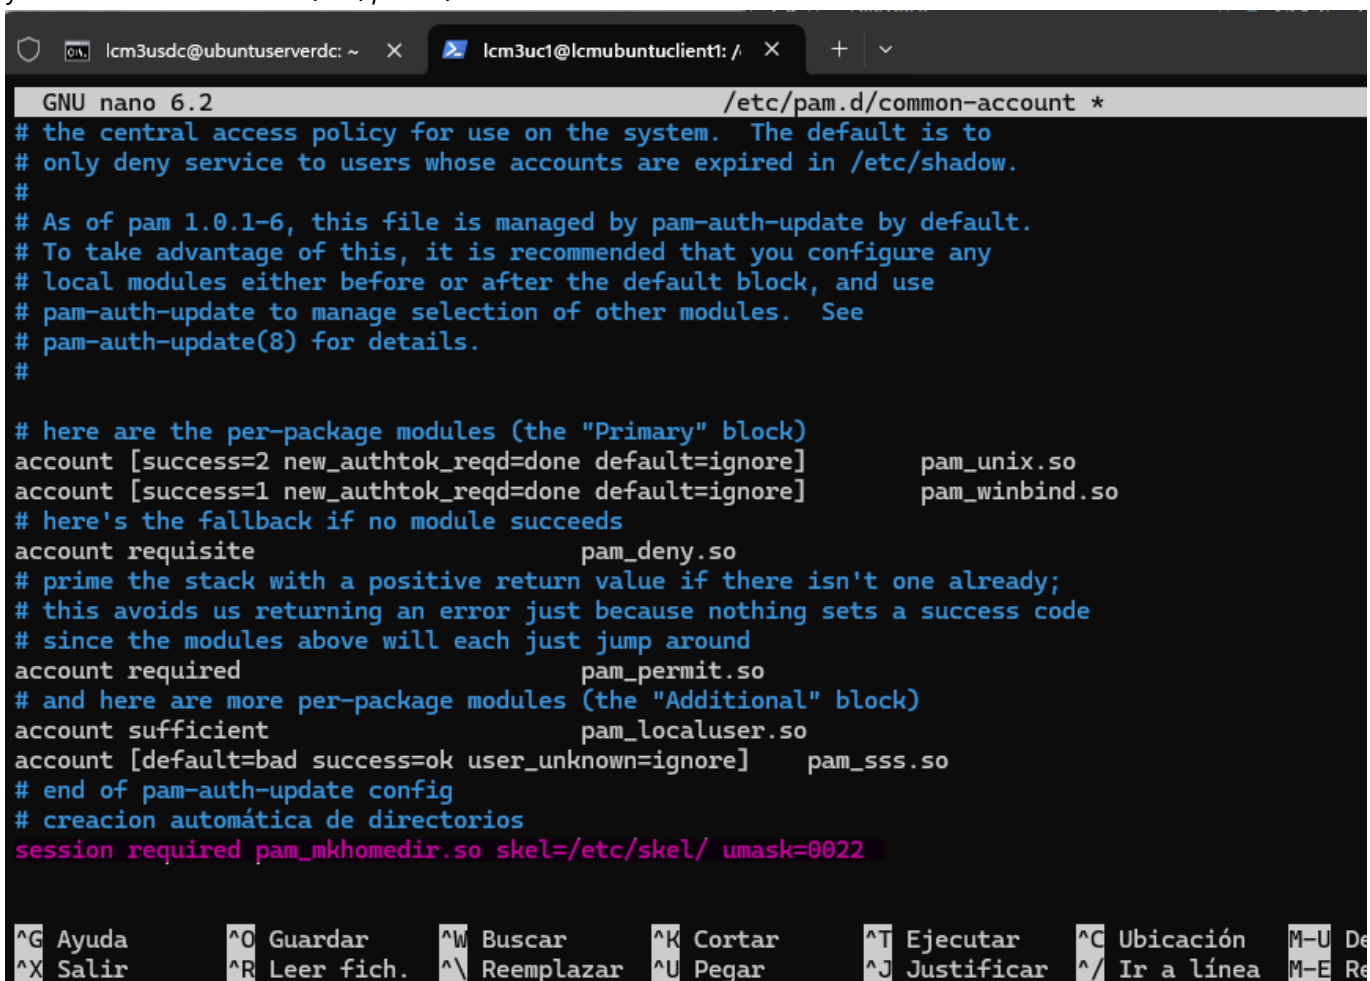 lcm3usdc@ubuntuserverdc: ~
lcm3uc1@lcmubuntuclient1: /
GNU nano 6.2 /etc/pam.d/common-account *
# the central access policy for use on the system.  The default is to
# only deny service to users whose accounts are expired in /etc/shadow.
#
# As of pam 1.0.1-6, this file is managed by pam-auth-update by default.
# To take advantage of this, it is recommended that you configure any
# local modules either before or after the default block, and use
# pam-auth-update to manage selection of other modules.  See
# pam-auth-update(8) for details.
#
# here are the per-package modules (the "Primary" block)
account [success=2 new_authtok_reqd=done default=ignore] pam_unix.so
account [success=1 new_authtok_reqd=done default=ignore] pam_winbind.so
# here's the fallback if no module succeeds
account requisite pam_deny.so
# prime the stack with a positive return value if there isn't one already;
# this avoids us returning an error just because nothing sets a success code
# since the modules above will each just jump around
account required pam_permit.so
# and here are more per-package modules (the "Additional" block)
account sufficient pam_localuser.so
account [default=bad success=ok user_unknown=ignore] pam_sss.so
# end of pam-auth-update config
# creacion automática de directorios
session required pam_mkhomedir.so skel=/etc/skel/ umask=0022
^G Ayuda ^O Guardar ^W Buscar ^K Cortar ^T Ejecutar ^C Ubicación M-U De
^X Salir ^R Leer fich. ^\ Reemplazar ^U Pegar ^J Justificar ^/ Ir a línea M-E Re